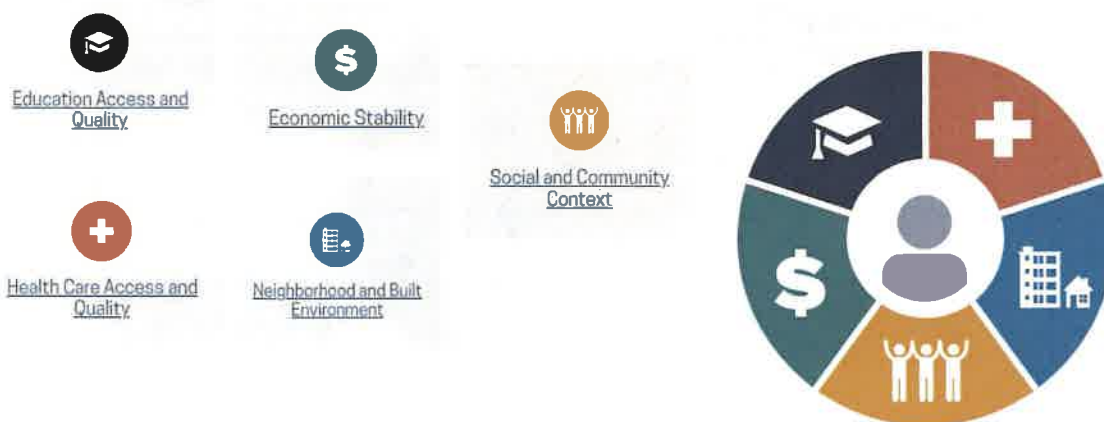 Education Access and
Quality
Economic Stability
Social and Community
Context
Health Care Access and
Quality
Neighborhood and Built
Environment
$
$